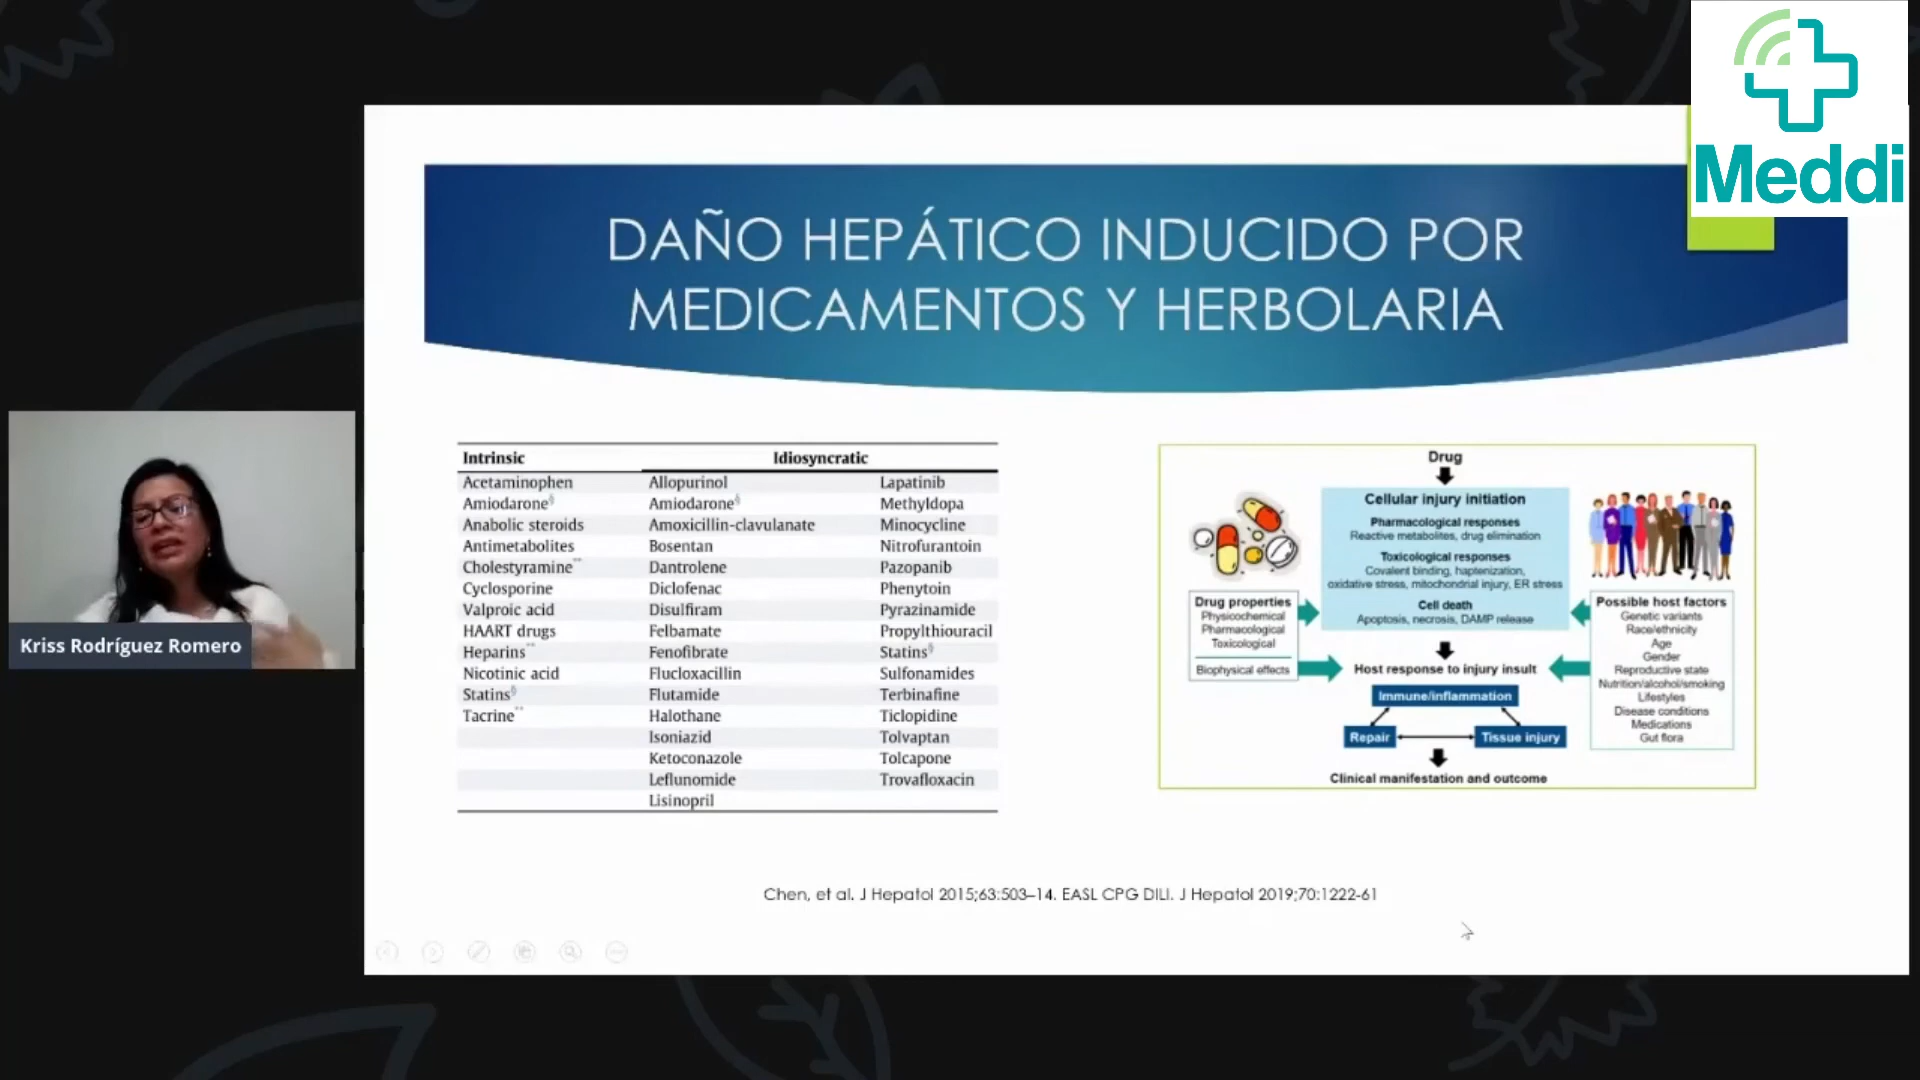 Meddi
DAÑO HEPÁTICO INDUCIDO POR
MEDICAMENTOS Y HERBOLARIA
Kriss Rodríguez Romero
Intrinsic Idiosyncratic
Acetaminophen Allopurinol Lapatinib
Amiodarone§ Amiodarone§ Methyldopa
Anabolic steroids Amoxicillin-clavulanate Minocycline
Antimetabolites Bosentan Nitrofurantoin
Cholestyramine** Dantrolene Pazopanib
Cyclosporine Diclofenac Phenytoin
Valproic acid Disulfiram Pyrazinamide
HAART drugs Felbamate Propylthiouracil
Heparins** Fenofibrate Statins§
Nicotinic acid Flucloxacillin Sulfonamides
Statins§ Flutamide Terbinafine
Tacrine** Halothane Ticlopidine
Isoniazid Tolvaptan
Ketoconazole Tolcapone
Leflunomide Trovafloxacin
Lisinopril
Drug
Cellular injury initiation
Pharmacological responses
Reactive metabolites, drug elimination
Toxicological responses
Covalent binding, haptenization,
oxidative stress, mitochondrial injury, ER stress
Cell death
Apoptosis, necrosis, DAMP release
Drug properties
Physicochemical
Pharmacological
Toxicological
Biophysical effects
Possible host factors
Genetic variants
Race/ethnicity
Age
Gender
Reproductive state
Nutrition/alcohol/smoking
Lifestyles
Disease conditions
Medications
Gut flora
Host response to injury insult
Immune/inflammation
Repair
Tissue injury
Clinical manifestation and outcome
Chen, et al. J Hepatol 2015;63:503–14. EASL CPG DILI. J Hepatol 2019;70:1222-61